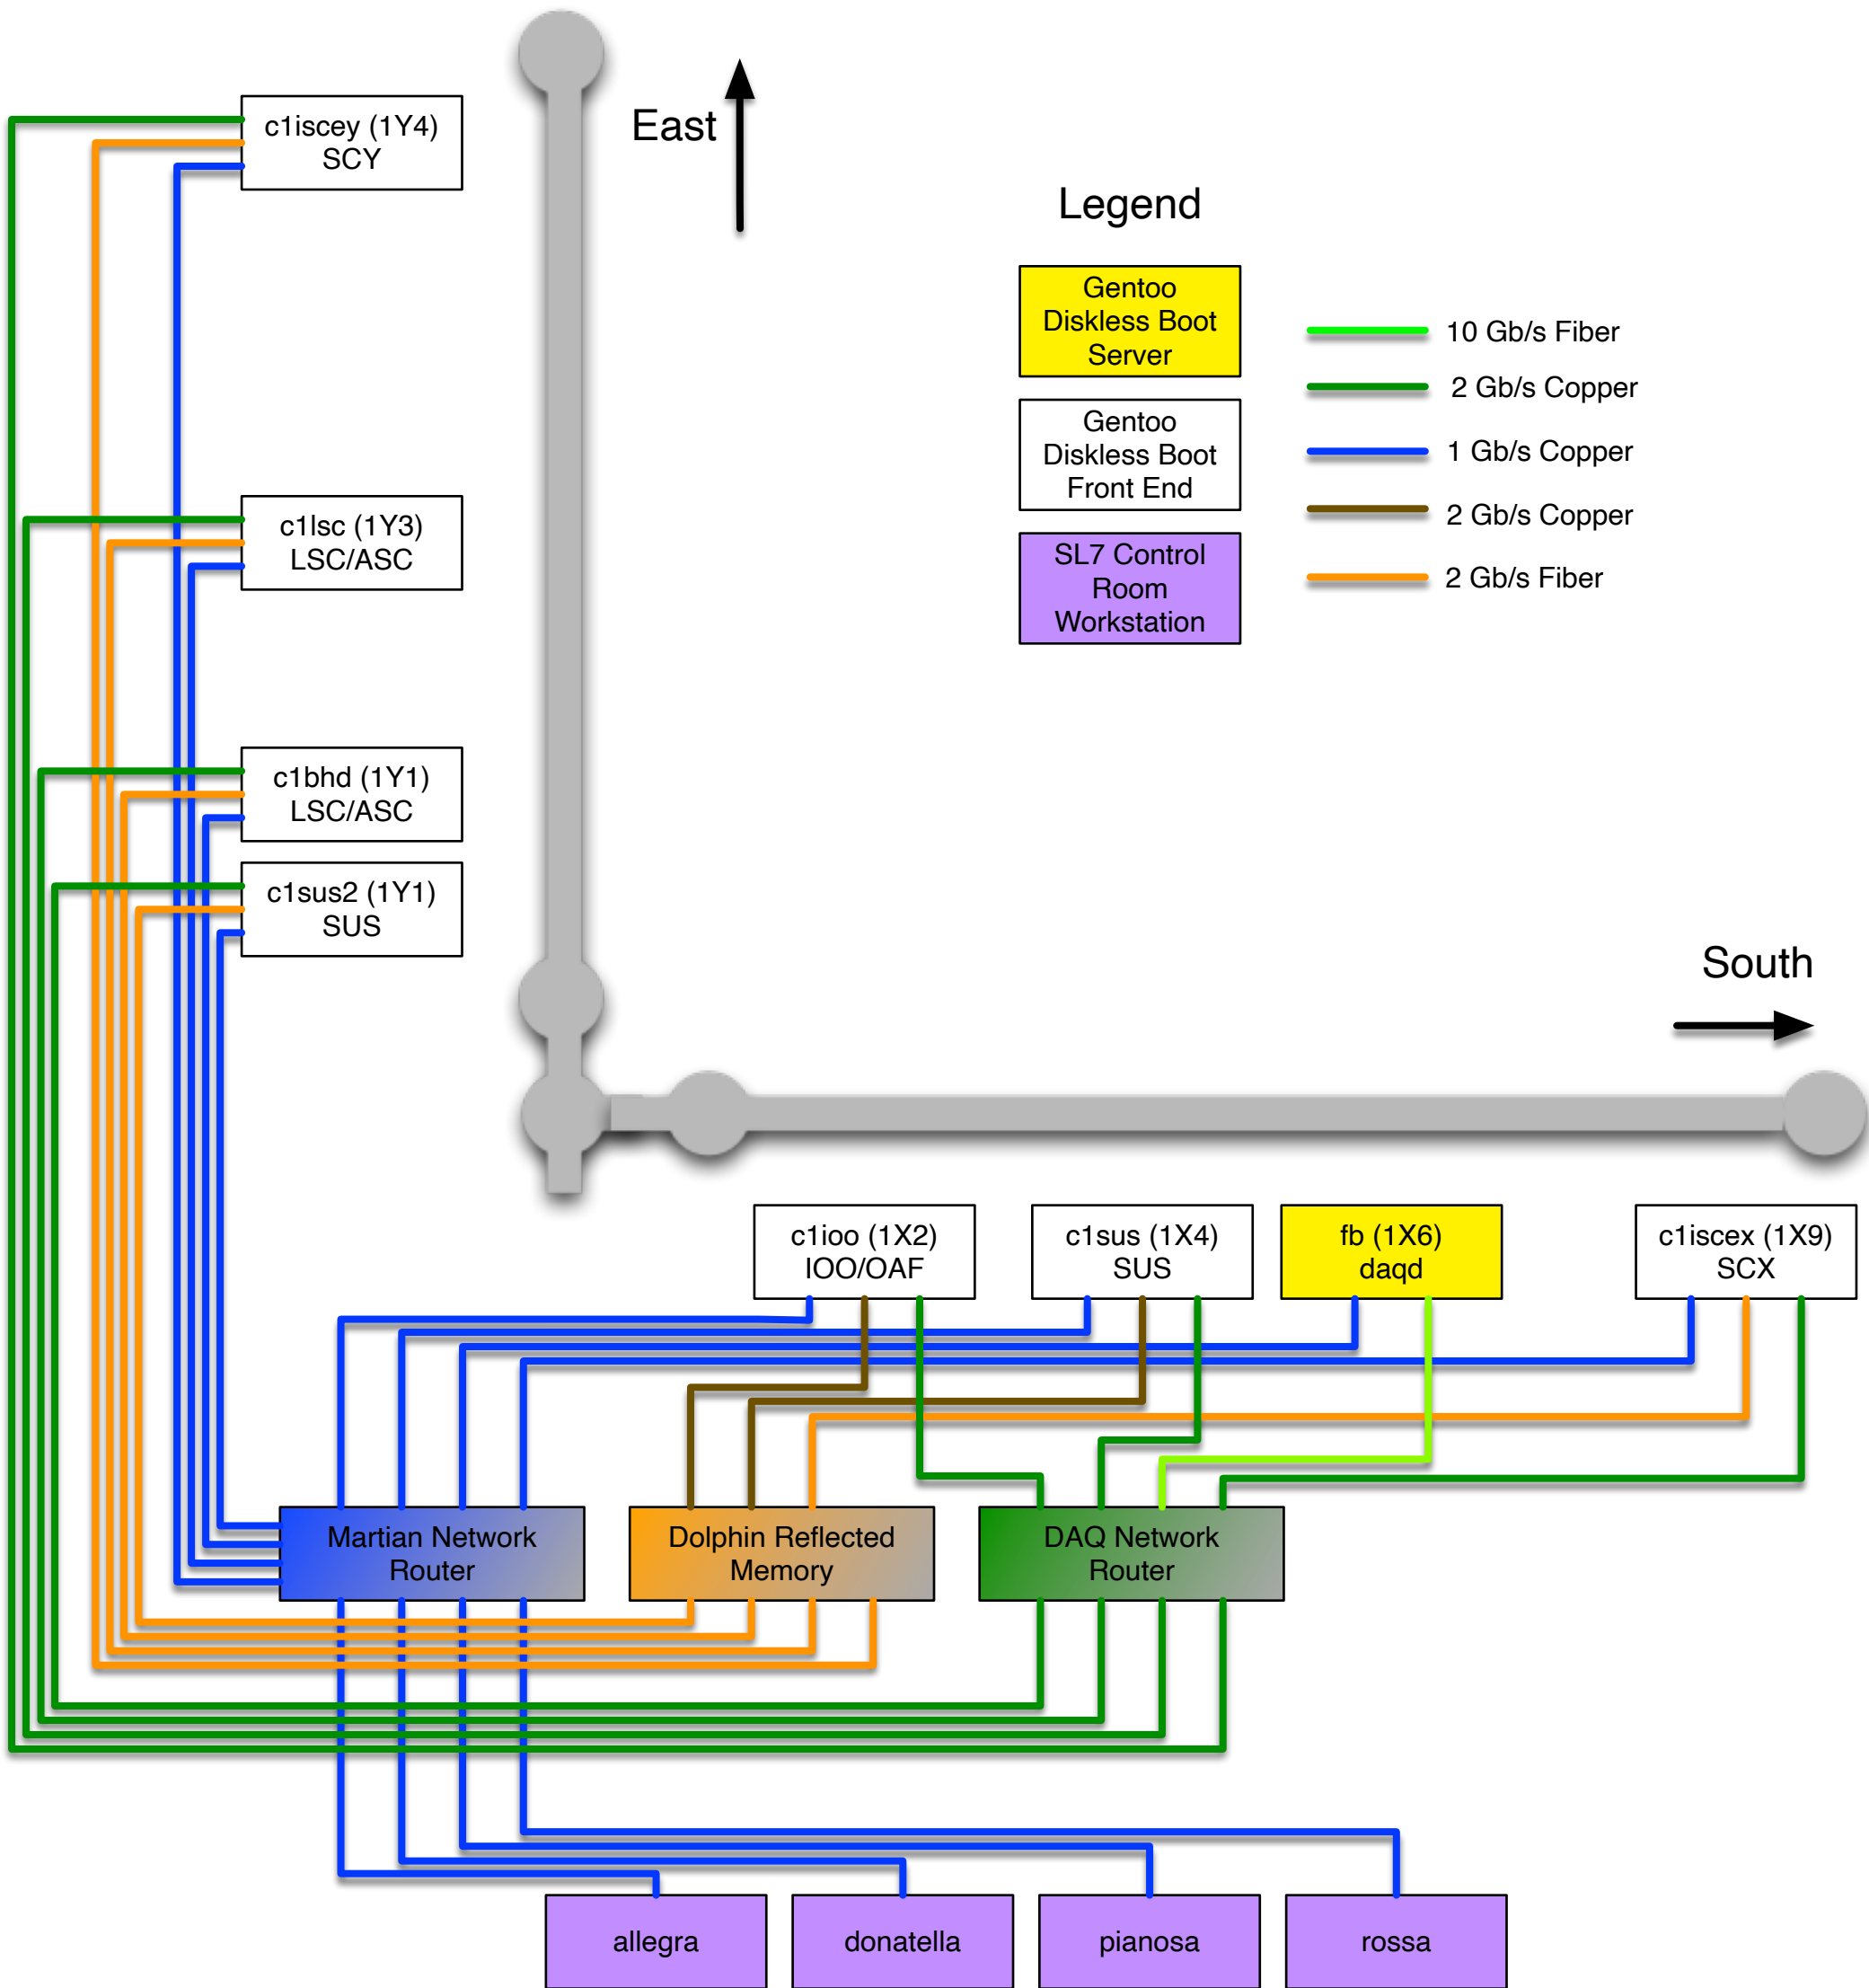 East
c1iscey (1Y4)
SCY
Legend
Gentoo
Diskless Boot
Server
10 Gb/s Fiber
2 Gb/s Copper
Gentoo
Diskless Boot
Front End
1 Gb/s Copper
2 Gb/s Copper
c1lsc (1Y3)
LSC/ASC
SL7 Control
Room
Workstation
2 Gb/s Fiber
c1bhd (1Y1)
LSC/ASC
c1sus2 (1Y1)
SUS
South
c1ioo (1X2)
IOO/OAF
c1sus (1X4)
SUS
fb (1X6)
daqd
c1iscex (1X9)
SCX
Martian Network
Router
Dolphin Reflected
Memory
DAQ Network
Router
allegra
donatella
pianosa
rossa